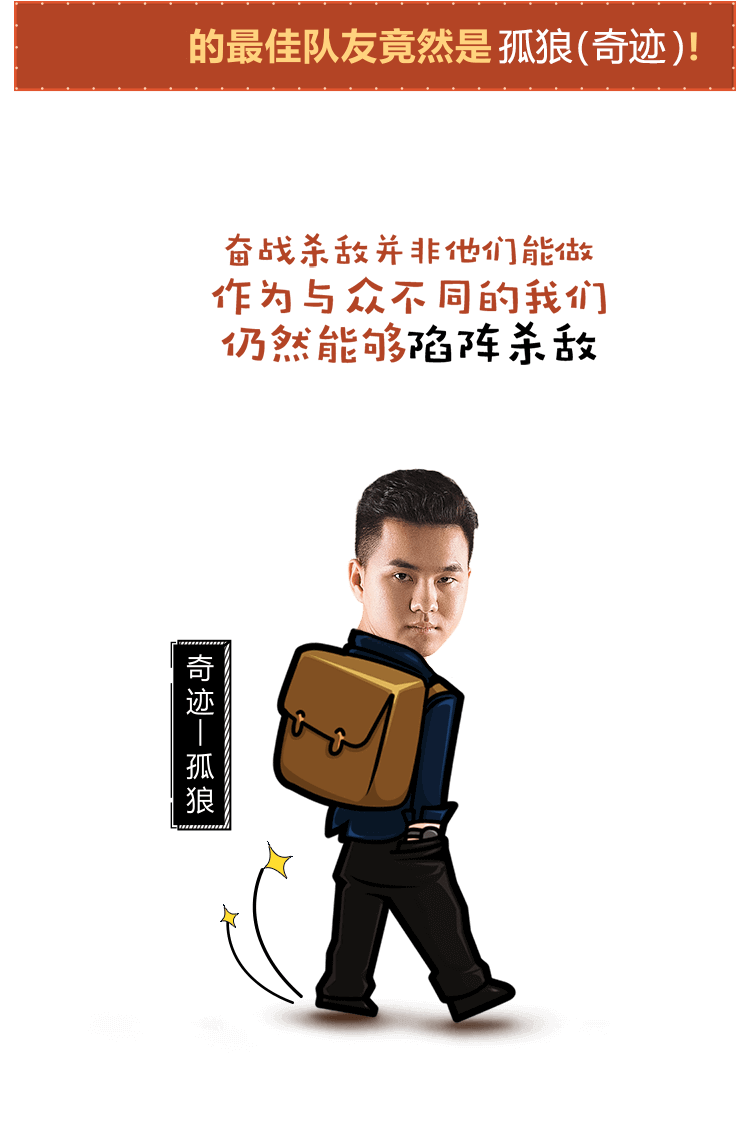 的最佳队友竟然是孤狼(奇迹)!
奋战杀敌并非他们能做
作为与众不同的我们
仍然能够陷阵杀敌
奇迹—孤狼